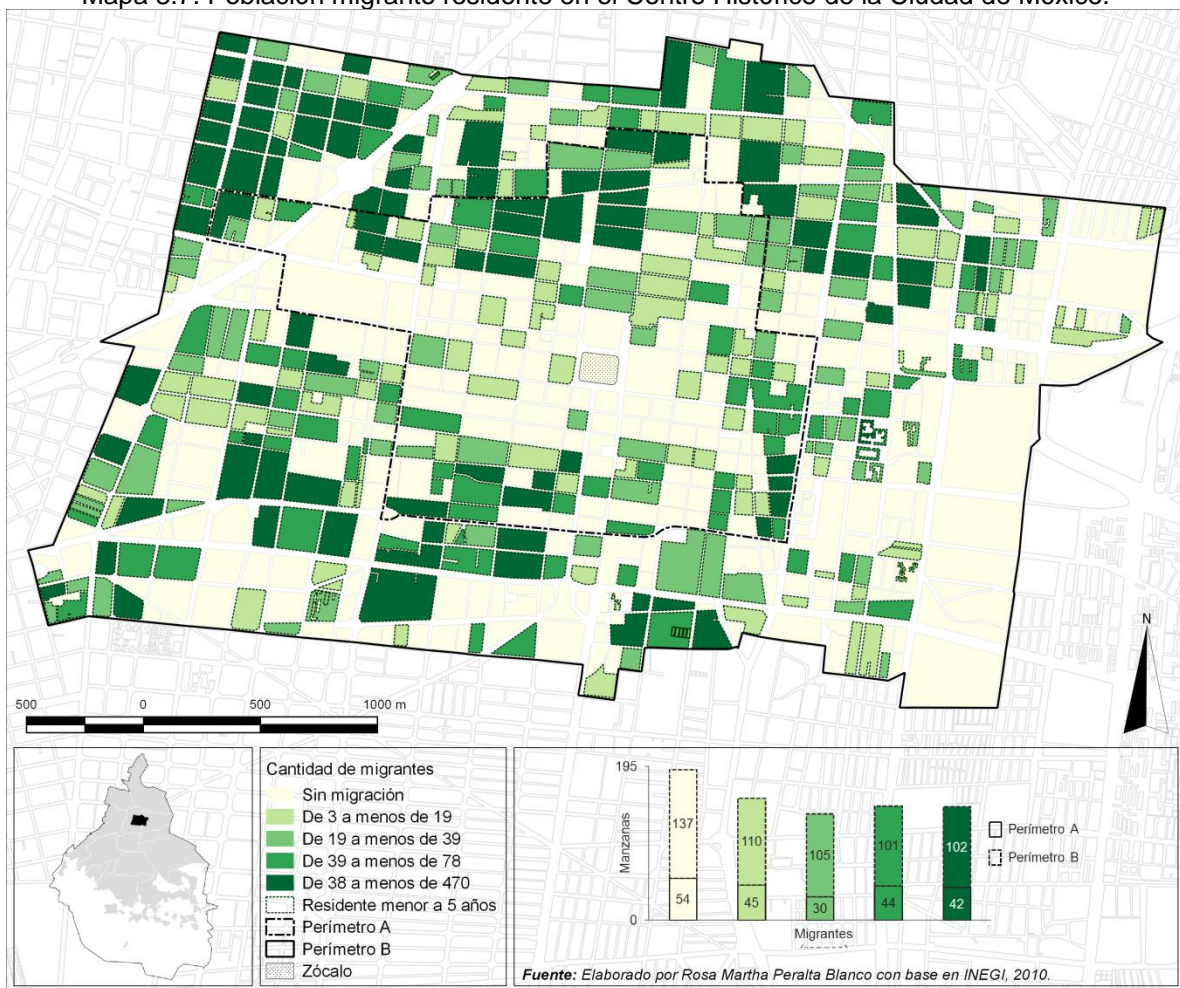 Mapa 3.7. Población migrante residente en el Centro Histórico de la Ciudad de México.
N
500 0 500 1000 m
Cantidad de migrantes
Sin migración
De 3 a menos de 19
De 19 a menos de 39
De 39 a menos de 78
De 38 a menos de 470
Residente menor a 5 años
Perímetro A
Perímetro B
Zócalo
195
Manzanas
0
137
54
110
45
105
30
101
44
102
42
Migrantes
Perímetro A
Perímetro B
Fuente: Elaborado por Rosa Martha Peralta Blanco con base en INEGI, 2010.